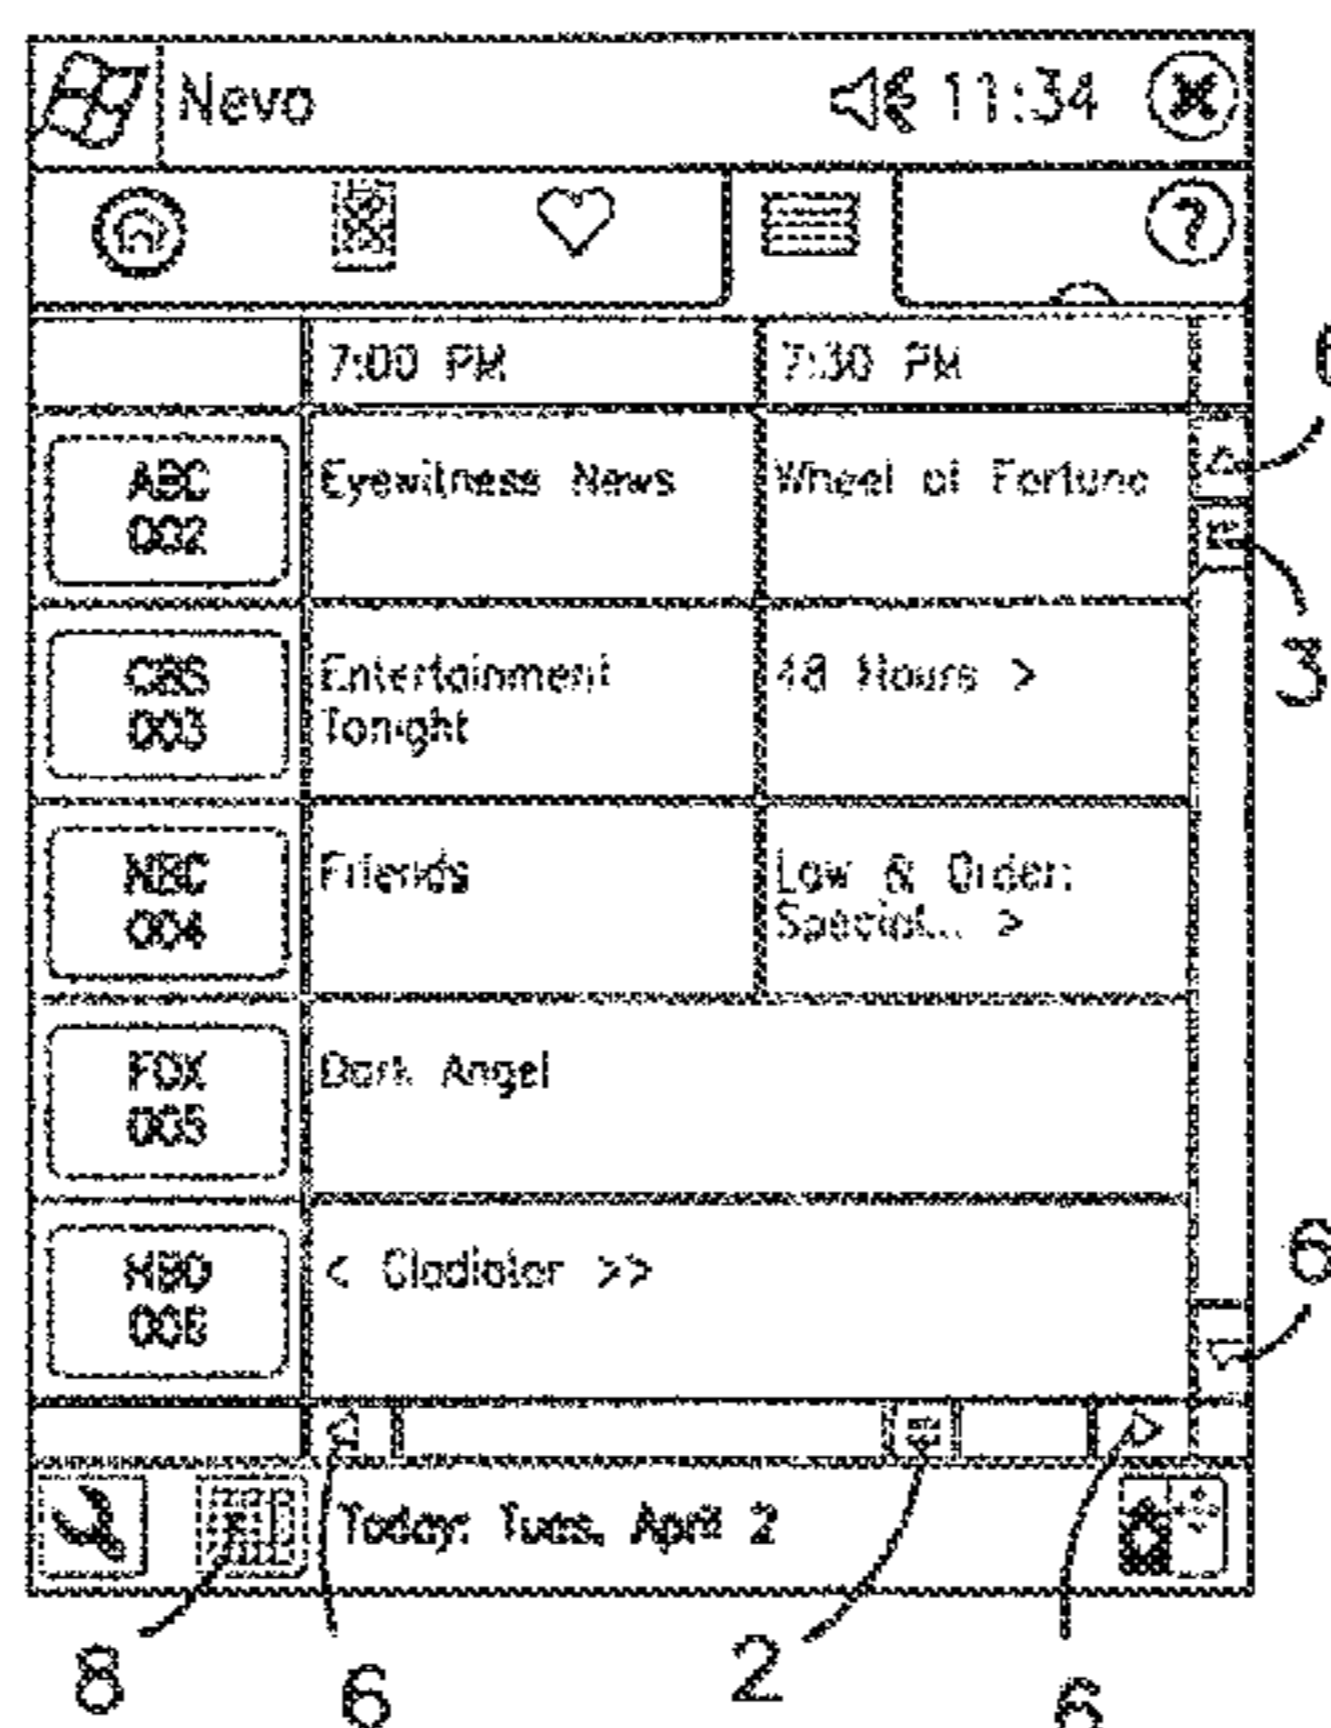 Nevo 11:34
?
7:00 PM 7:30 PM
ABC
002
Eyewitness News Wheel of Fortune
CBS
003
Entertainment
Tonight
48 Hours >
NBC
004
Friends
Law & Order:
Special... >
FOX
005
Dark Angel
HBO
006
< Gladiator >>
Today: Tues, April 2
6
3
6
8 6 2 6